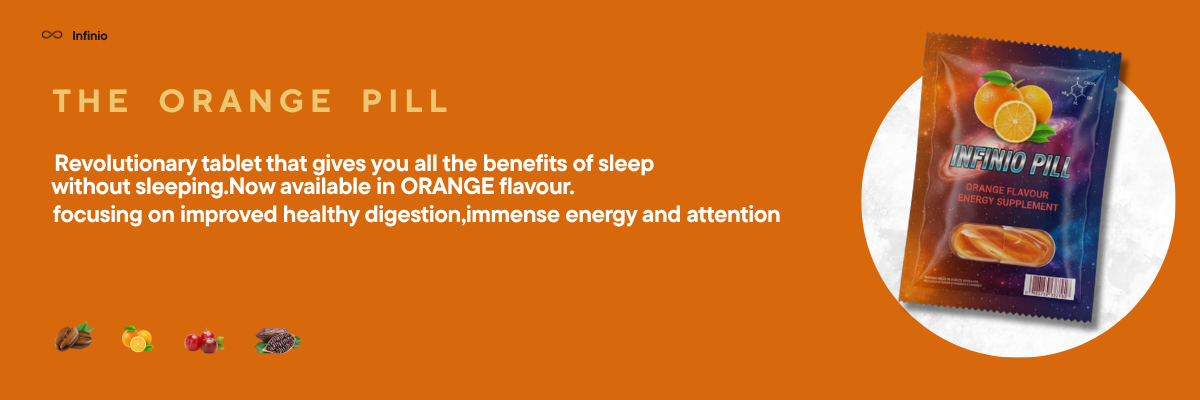 Infinio
THE ORANGE PILL
Revolutionary tablet that gives you all the benefits of sleep
without sleeping.Now available in ORANGE flavour.
focusing on improved healthy digestion,immense energy and attention
INFINIO PILL
ORANGE FLAVOUR
ENERGY SUPPLEMENT